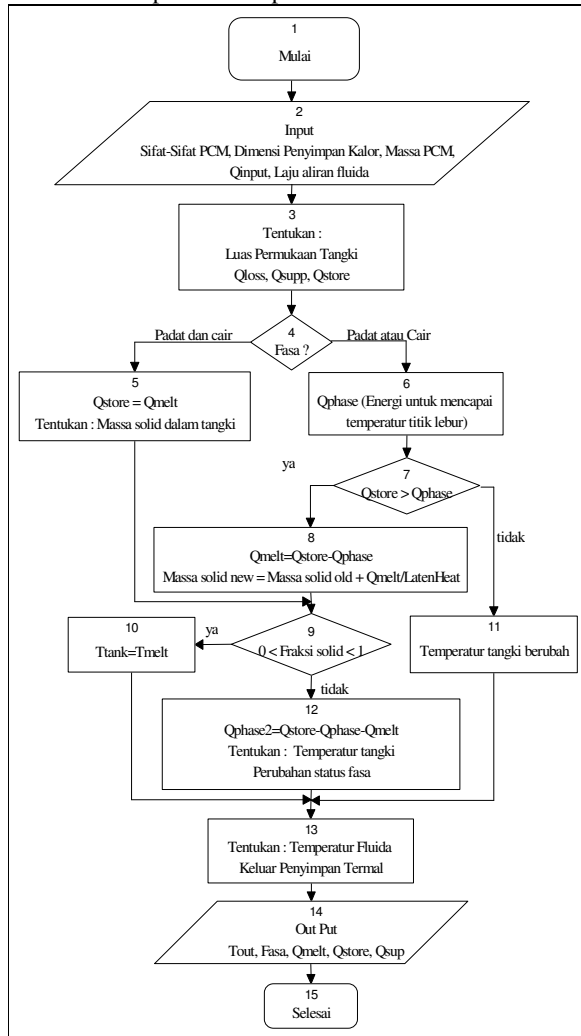 1
Mulai
2
Input
Sifat-Sifat PCM, Dimensi Penyimpan Kalor, Massa PCM,
Qinput, Laju aliran fluida
3
Tentukan :
Luas Permukaan Tangki
Qloss, Qsupp, Qstore
Padat dan cair
4
Fasa ?
Padat atau Cair
5
Qstore = Qmelt
Tentukan : Massa solid dalam tangki
6
Qphase (Energi untuk mencapai
temperatur titik lebur)
ya
7
Qstore > Qphase
tidak
8
Qmelt=Qstore-Qphase
Massa solid new = Massa solid old + Qmelt/LatenHeat
10
Ttank=Tmelt
ya
9
0 < Fraksi solid < 1
11
Temperatur tangki berubah
tidak
12
Qphase2=Qstore-Qphase-Qmelt
Tentukan : Temperatur tangki
Perubahan status fasa
13
Tentukan : Temperatur Fluida
Keluar Penyimpan Termal
14
Out Put
Tout, Fasa, Qmelt, Qstore, Qsup
15
Selesai